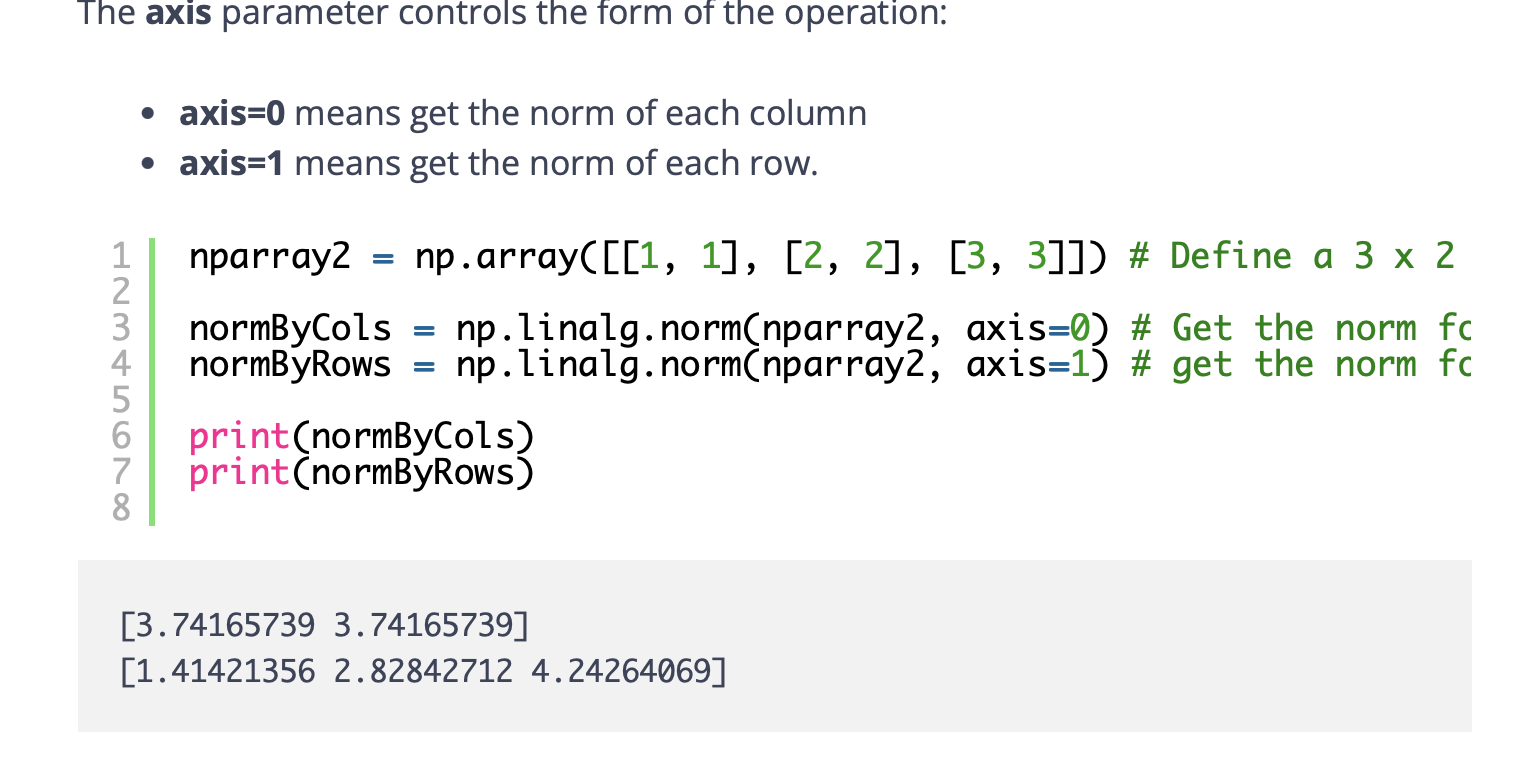 The axis parameter controls the form of the operation:
• axis=0 means get the norm of each column
• axis=1 means get the norm of each row.
1 nparray2 = np.array([[1, 1], [2, 2], [3, 3]]) # Define a 3 x 2
2
3 normByCols = np.linalg.norm(nparray2, axis=0) # Get the norm fo
4 normByRows = np.linalg.norm(nparray2, axis=1) # get the norm fo
5
6 print(normByCols)
7 print(normByRows)
8
[3.74165739 3.74165739]
[1.41421356 2.82842712 4.24264069]